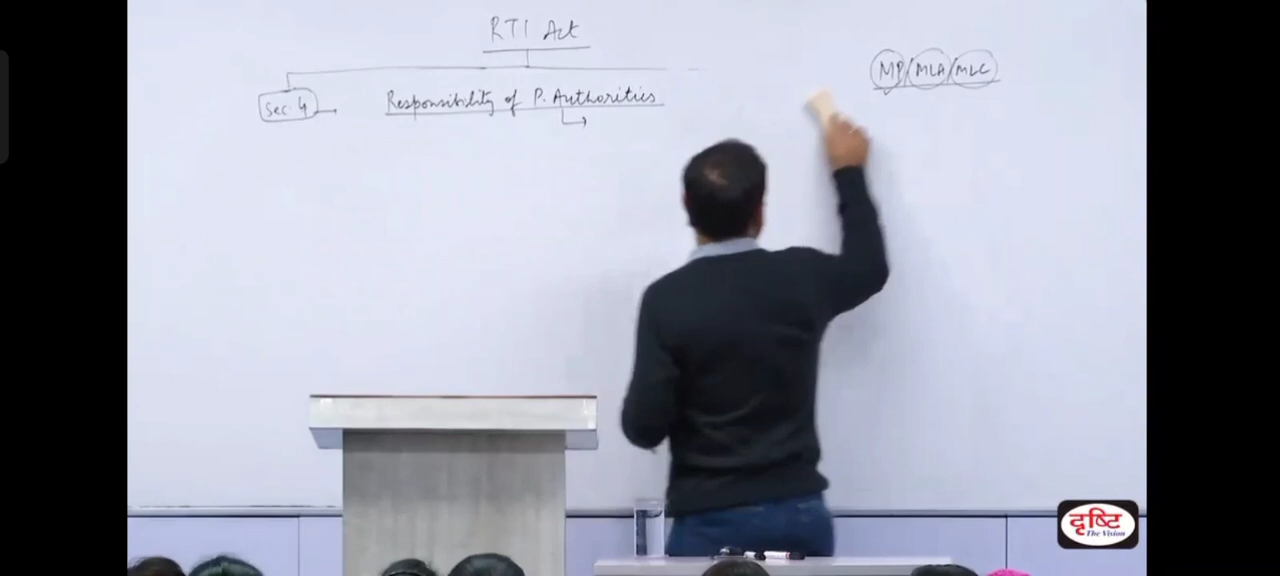 RTI Act
MP/MLA/MLC
Sec. 4
Responsibility of P. Authorities
दृष्टि
The Vision